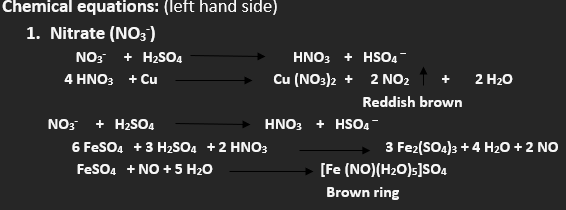 Chemical equations: (left hand side)
1. Nitrate (NO₃⁻)
NO₃⁻ + H₂SO₄ → HNO₃ + HSO₄⁻
4 HNO₃ + Cu → Cu (NO₃)₂ + 2 NO₂ ↑ + 2 H₂O
Reddish brown
NO₃⁻ + H₂SO₄ → HNO₃ + HSO₄⁻
6 FeSO₄ + 3 H₂SO₄ + 2 HNO₃ → 3 Fe₂(SO₄)₃ + 4 H₂O + 2 NO
FeSO₄ + NO + 5 H₂O → [Fe (NO)(H₂O)₅]SO₄
Brown ring